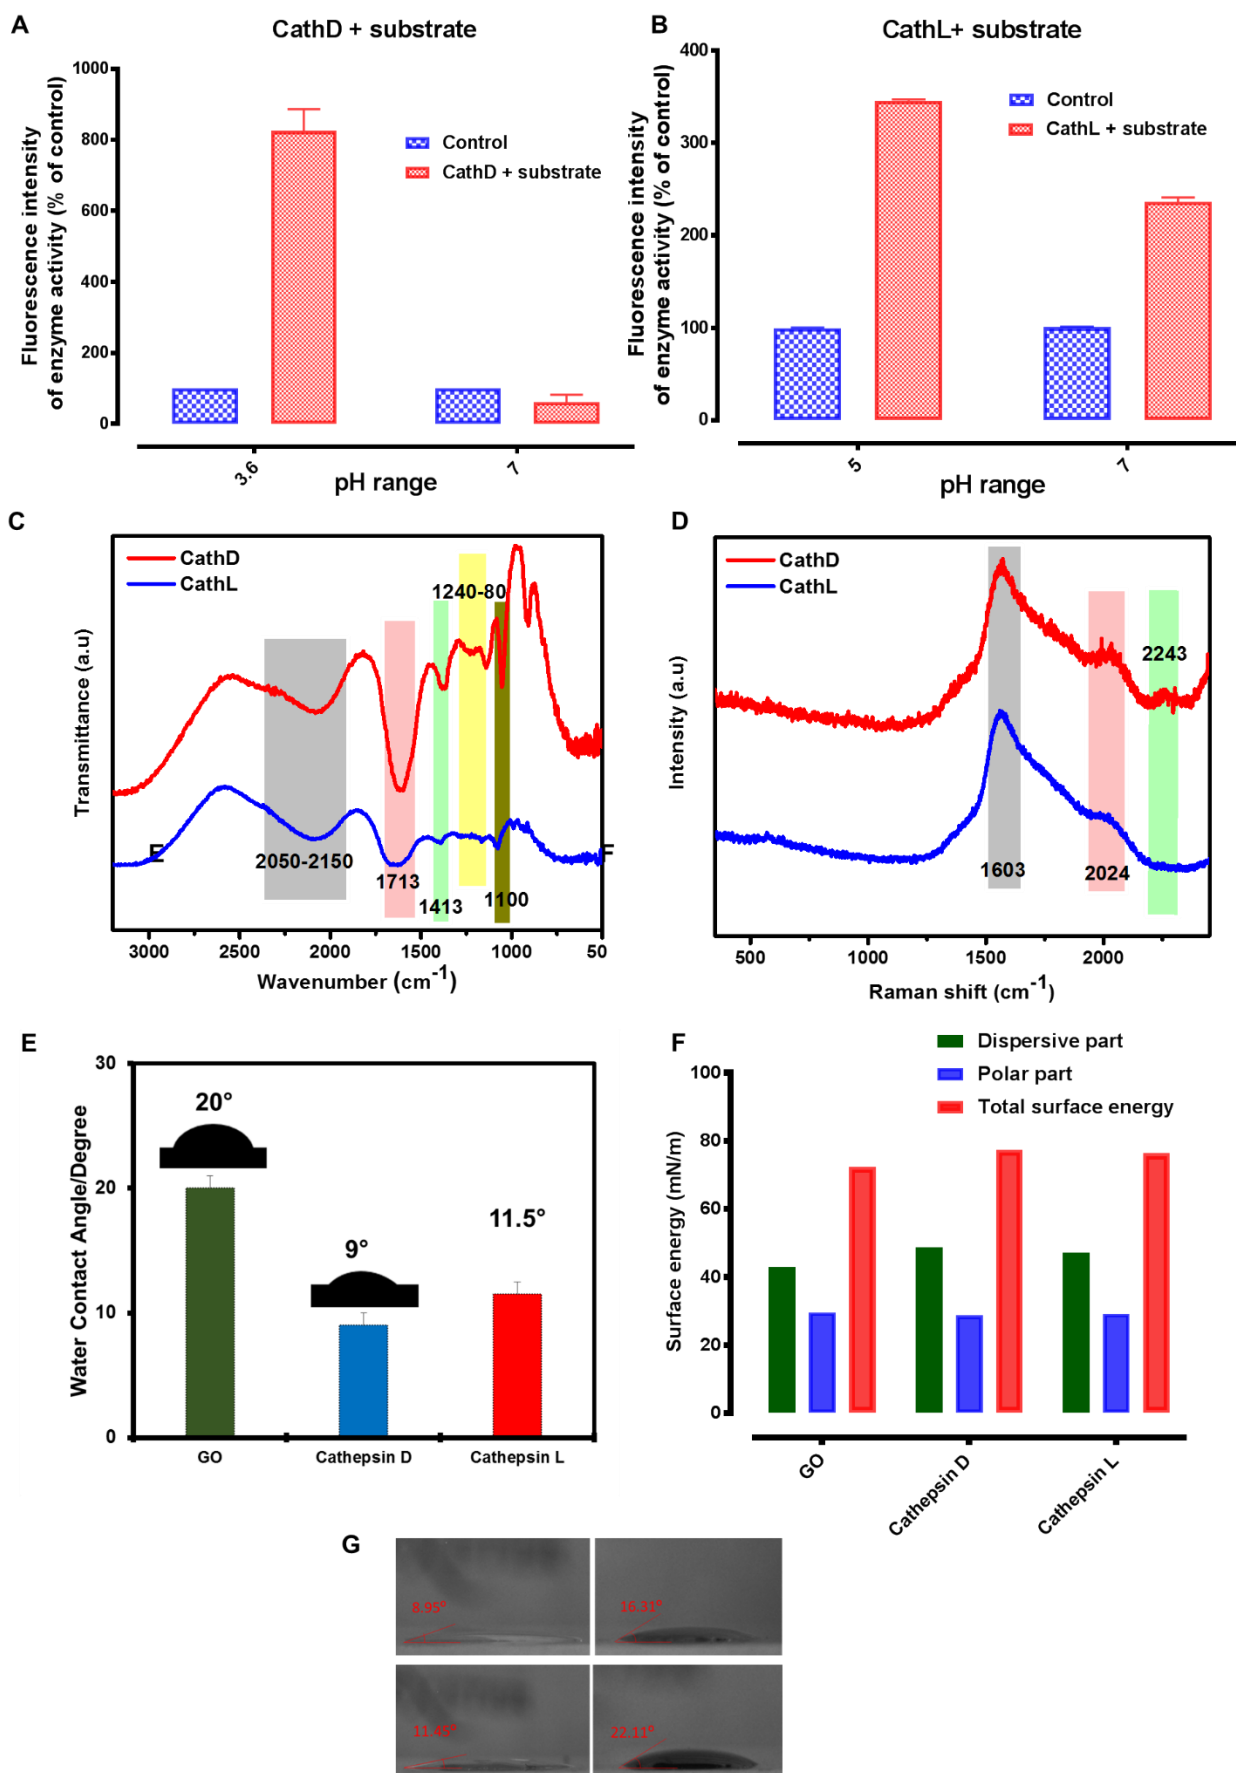 A
CathD + substrate
Fluorescence intensity
of enzyme activity (% of control)
1000
800
600
400
200
0
Control
CathD + substrate
3.6
7
pH range
B
CathL+ substrate
Fluorescence intensity
of enzyme activity (% of control)
400
300
200
100
0
Control
CathL + substrate
5
7
pH range
C
Transmittance (a.u)
CathD
CathL
1240-80
E
F
2050-2150
1713
1413
1100
3000
2500
2000
1500
1000
50
Wavenumber (cm-1)
D
Intensity (a.u)
CathD
CathL
2243
1603
2024
500
1000
1500
2000
Raman shift (cm-1)
E
Water Contact Angle/Degree
30
20
10
0
20°
9°
11.5°
GO
Cathepsin D
Cathepsin L
F
Dispersive part
Polar part
Total surface energy
Surface energy (mN/m)
100
80
60
40
20
0
GO
Cathepsin D
Cathepsin L
G
8.95°
16.31°
11.45°
22.11°